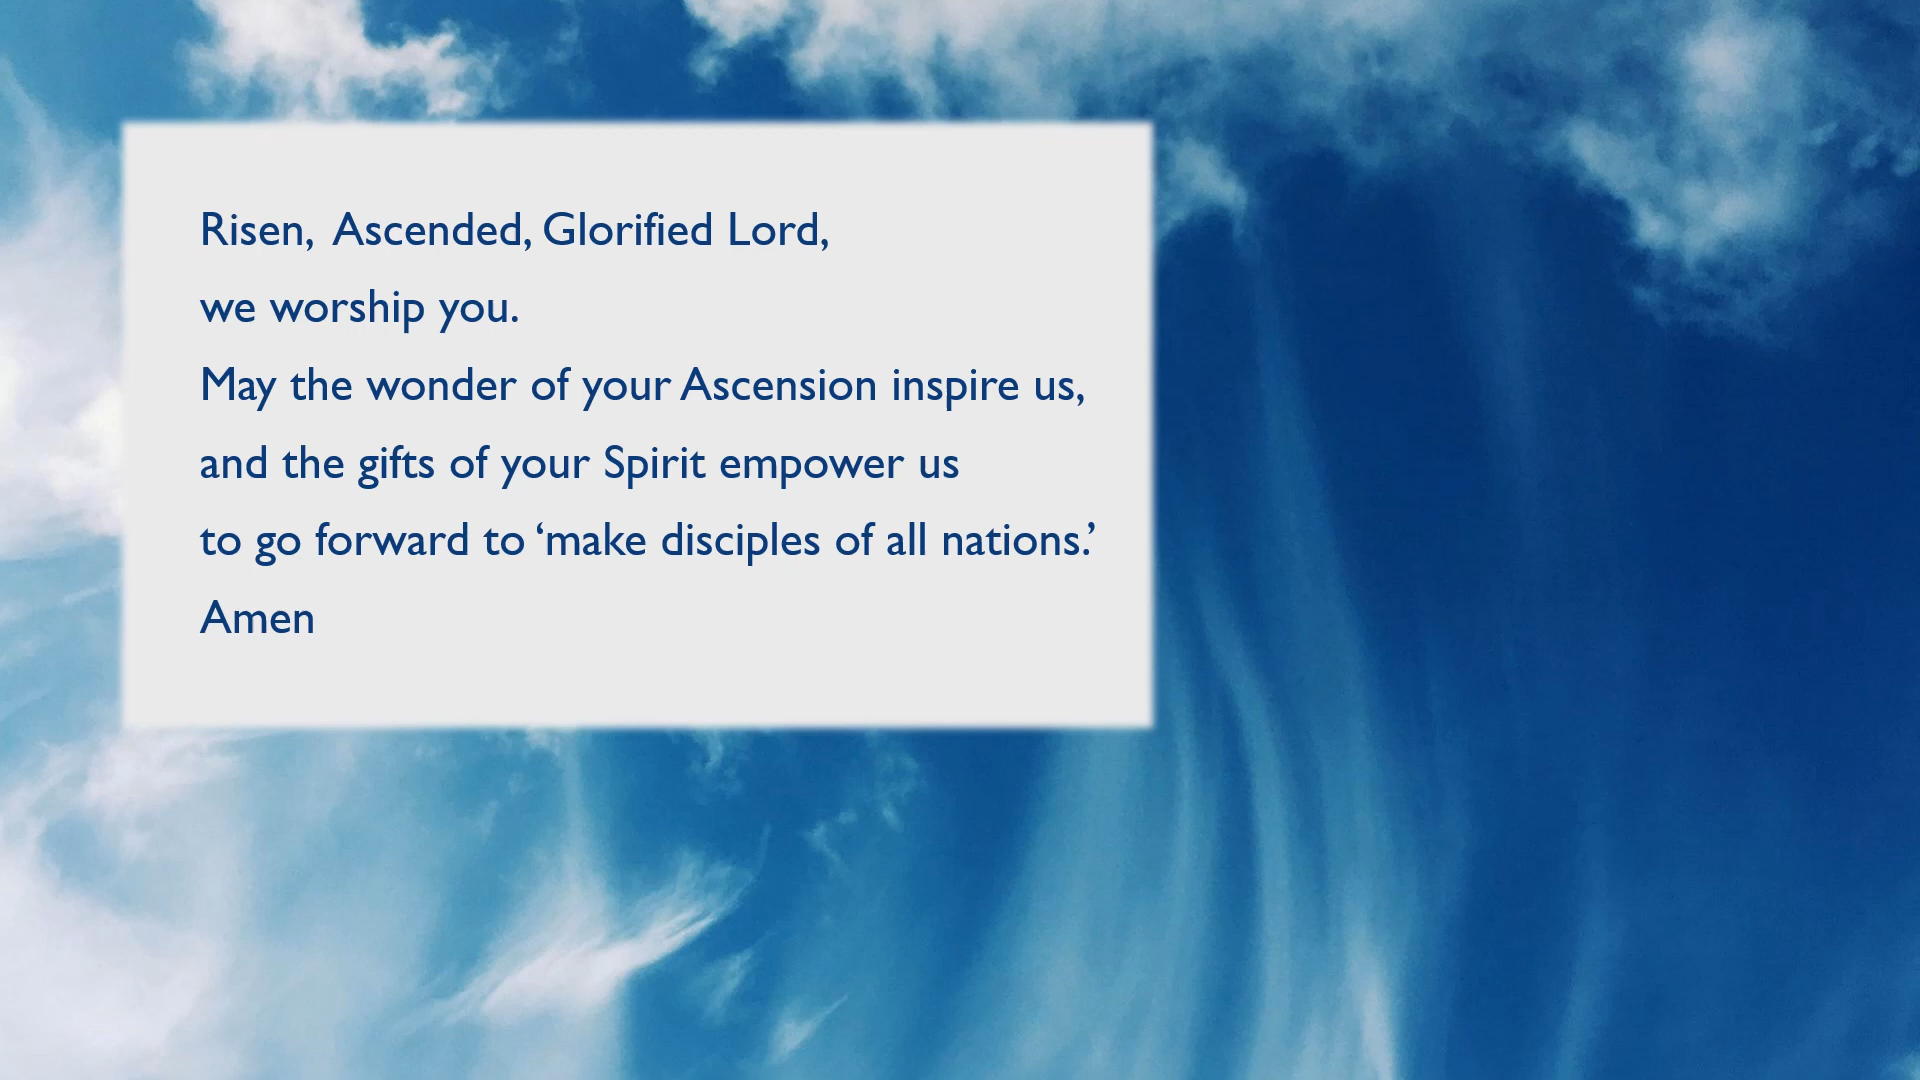 Risen, Ascended, Glorified Lord,
we worship you.
May the wonder of your Ascension inspire us,
and the gifts of your Spirit empower us
to go forward to ‘make disciples of all nations.’
Amen